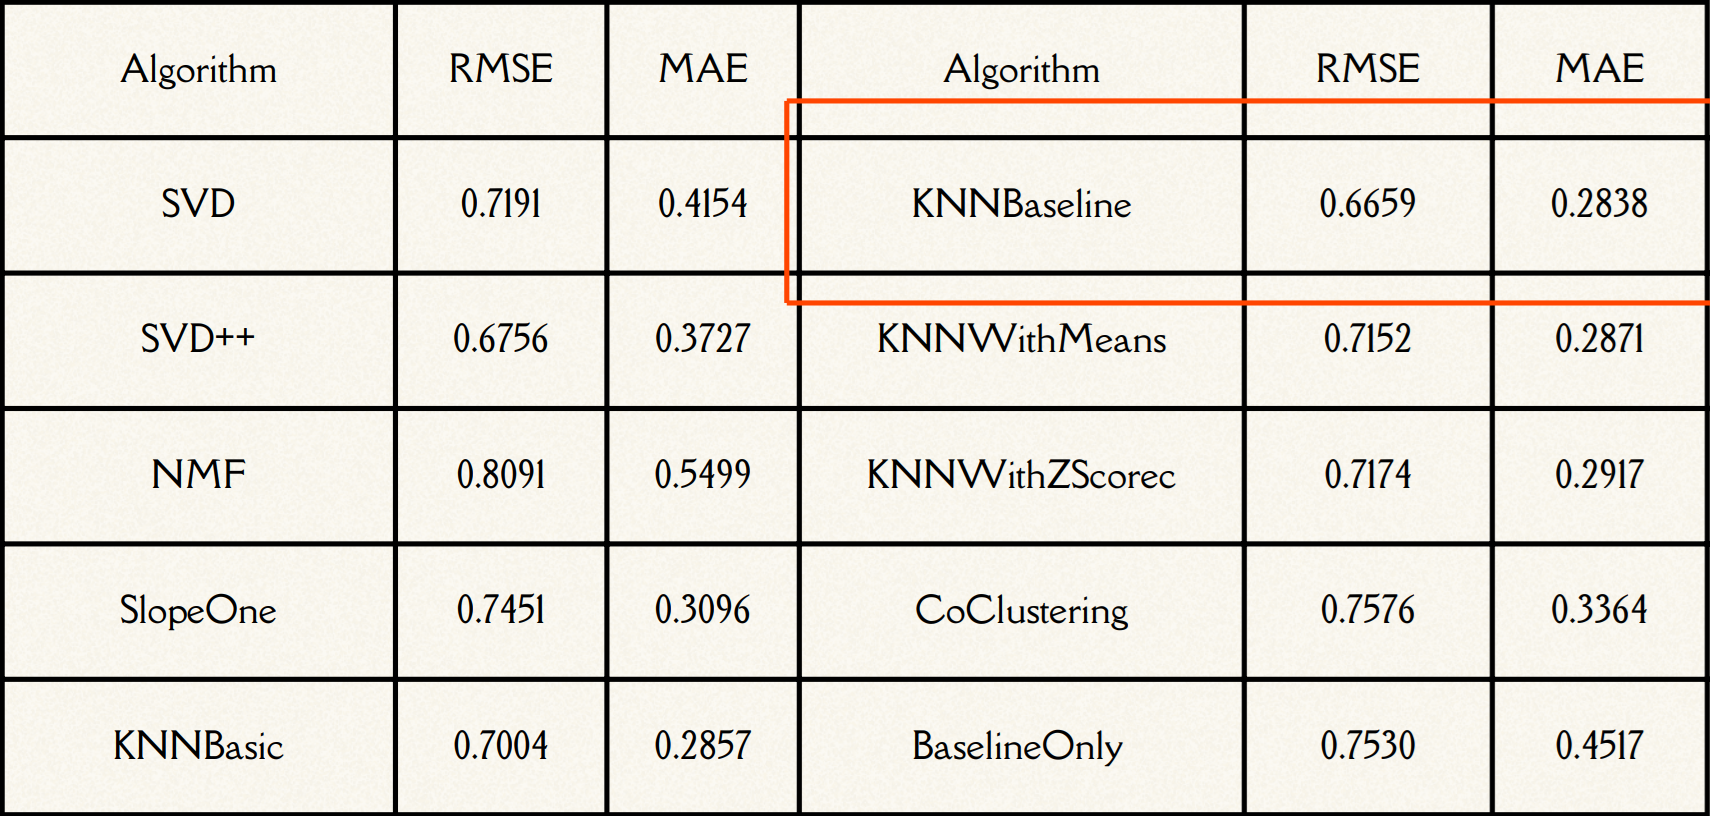 Algorithm RMSE MAE Algorithm RMSE MAE
SVD 0.7191 0.4154 KNNBaseline 0.6659 0.2838
SVD++ 0.6756 0.3727 KNNWithMeans 0.7152 0.2871
NMF 0.8091 0.5499 KNNWithZScorec 0.7174 0.2917
SlopeOne 0.7451 0.3096 CoClustering 0.7576 0.3364
KNNBasic 0.7004 0.2857 BaselineOnly 0.7530 0.4517